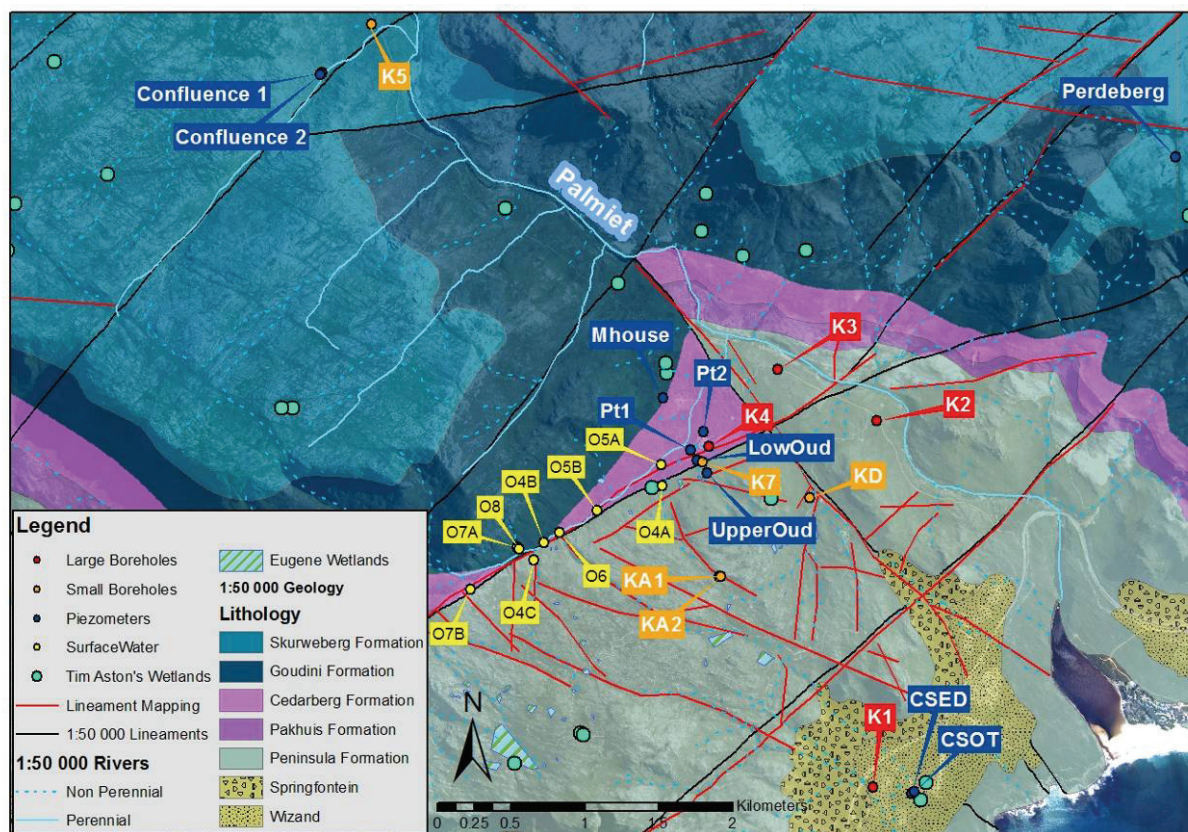 K5
Confluence 1
Confluence 2
Perdeberg
Palmiet
Mhouse
K3
Pt2
K2
Pt1
K4
O5A
LowOud
O5B
K7
KD
O4B
O8
UpperOud
O7A
O4A
O6
KA1
O4C
KA2
O7B
CSED
K1
CSOT
N
Kilometers
0 0.25 0.5 1 1.5 2
Legend
Large Boreholes
Small Boreholes
Piezometers
SurfaceWater
Tim Aston's Wetlands
Lineament Mapping
1:50 000 Lineaments
1:50 000 Rivers
Non Perennial
Perennial
Eugene Wetlands
1:50 000 Geology
Lithology
Skurweberg Formation
Goudini Formation
Cedarberg Formation
Pakhuis Formation
Peninsula Formation
Springfontein
Wizand